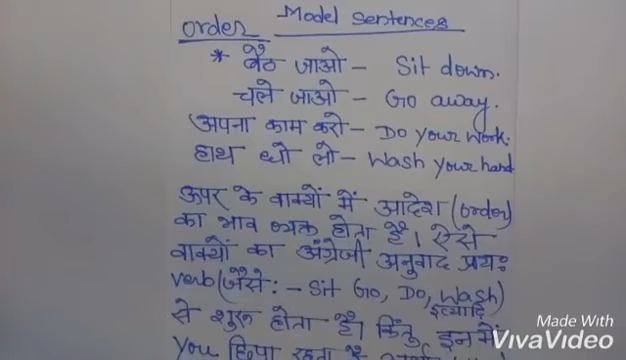 Model Sentences
order
* बैठ जाओ – Sit down.
चले जाओ – Go away.
अपना काम करो – Do your work.
हाथ धो लो – Wash your hand
ऊपर के वाक्यों में आदेश (order)
का भाव व्यक्त होता है। ऐसे
वाक्यों का अंग्रेजी अनुवाद प्रयः
verb (जैसे :- Sit Go, Do, Wash)
इत्यादि
से शुरू होता है। किंतु इनमें
You छिपा रहता है
Made With
VivaVideo